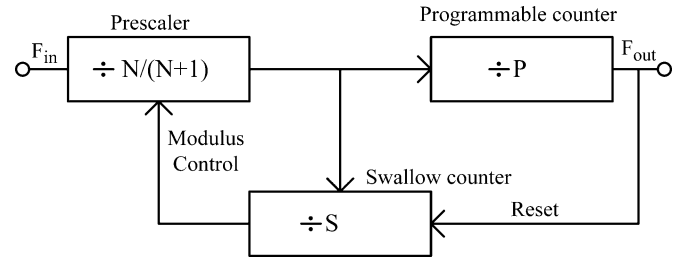 Prescaler
Programmable counter
F_in
÷ N/(N+1)
÷P
F_out
Modulus
Control
Swallow counter
÷S
Reset